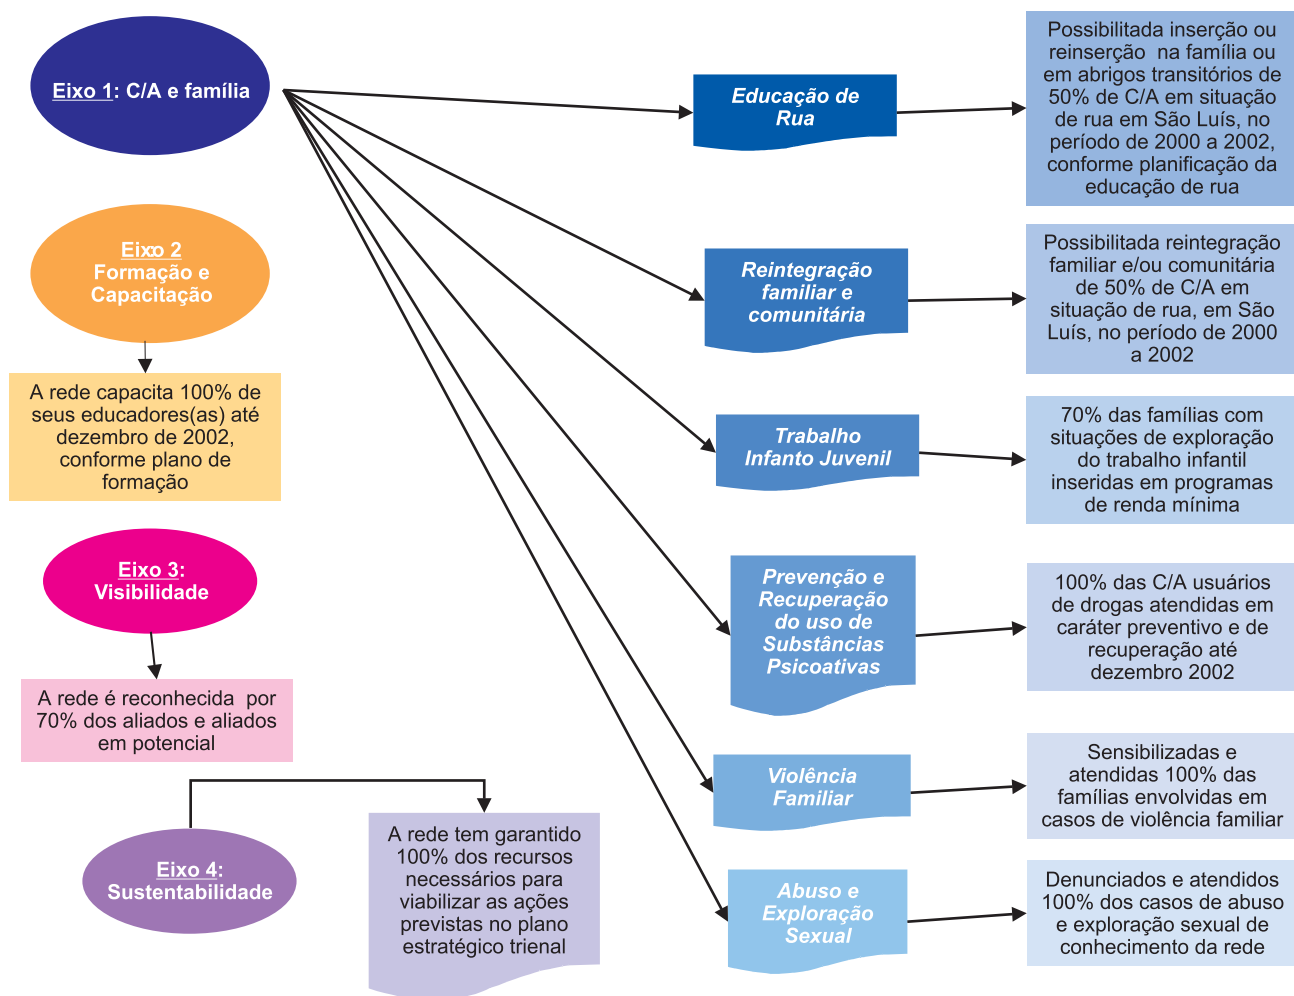 Eixo 1: C/A e família
Educação de
Rua
Possibilitada inserção ou
reinserção na família ou
em abrigos transitórios de
50% de C/A em situação
de rua em São Luís, no
período de 2000 a 2002,
conforme planificação da
educação de rua
Reintegração
familiar e
comunitária
Possibilitada reintegração
familiar e/ou comunitária
de 50% de C/A em
situação de rua, em São
Luís, no período de 2000
a 2002
Trabalho
Infanto Juvenil
70% das famílias com
situações de exploração
do trabalho infantil
inseridas em programas
de renda mínima
Prevenção e
Recuperação
do uso de
Substâncias
Psicoativas
100% das C/A usuários
de drogas atendidas em
caráter preventivo e de
recuperação até
dezembro 2002
Violência
Familiar
Sensibilizadas e
atendidas 100% das
famílias envolvidas em
casos de violência familiar
Abuso e
Exploração
Sexual
Denunciados e atendidos
100% dos casos de abuso
e exploração sexual de
conhecimento da rede
Eixo 2
Formação e
Capacitação
A rede capacita 100% de
seus educadores(as) até
dezembro de 2002,
conforme plano de
formação
Eixo 3:
Visibilidade
A rede é reconhecida por
70% dos aliados e aliados
em potencial
Eixo 4:
Sustentabilidade
A rede tem garantido
100% dos recursos
necessários para
viabilizar as ações
previstas no plano
estratégico trienal